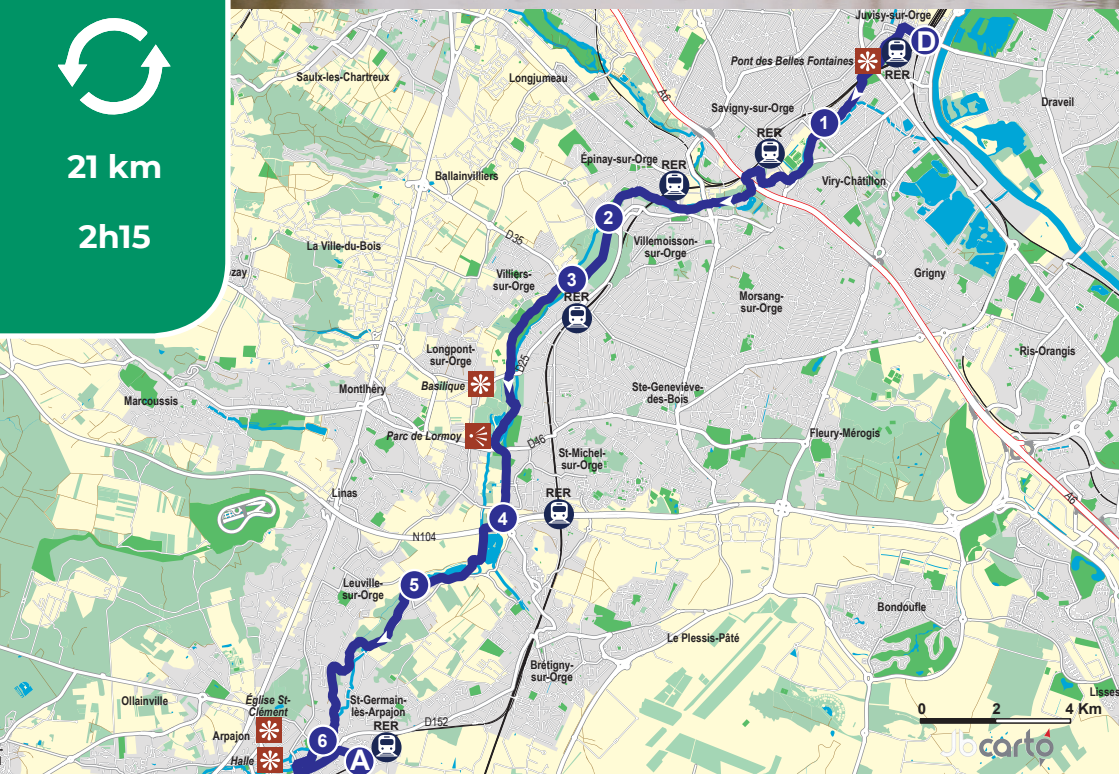 21 km
2h15
Juvisy-sur-Orge
D
Pont des Belles Fontaines
RER
Saulx-les-Chartreux
Longjumeau
A6
Savigny-sur-Orge
1
Draveil
RER
Épinay-sur-Orge
RER
Ballainvilliers
Viry-Châtillon
2
D35
La Ville-du-Bois
Villemoisson-
sur-Orge
zay
Villiers-
sur-Orge
3
RER
Grigny
Morsang-
sur-Orge
Longpont-
sur-Orge
D25
Ris-Orangis
Basilique
Montlhéry
Ste-Geneviève-
des-Bois
Marcoussis
Parc de Lormoy
D46
Fleury-Mérogis
St-Michel-
sur-Orge
Linas
RER
4
A6
N104
5
Leuville-
sur-Orge
Bondoufle
Le Plessis-Pâté
Brétigny-
sur-Orge
Ollainville
Église St-
Clément
St-Germain-
lès-Arpajon
Lisses
D152
RER
Arpajon
6
A
Halle
0 2 4 Km
Jbcarto